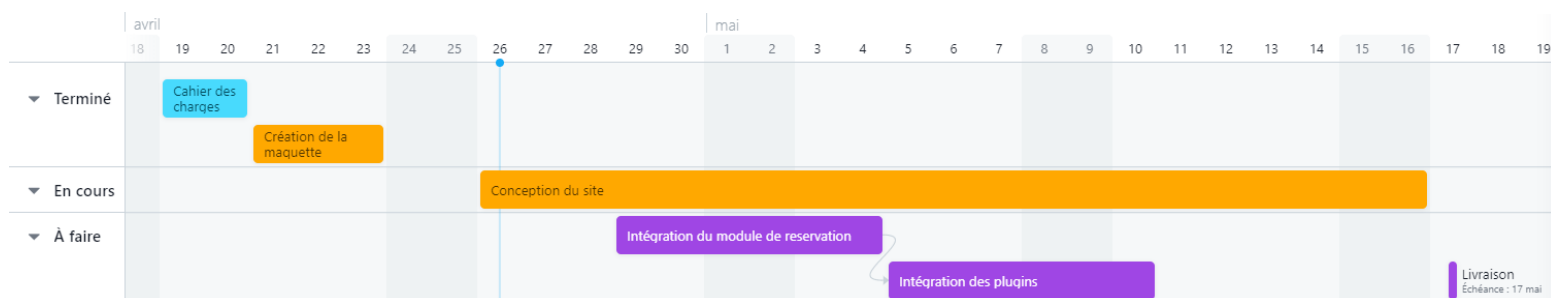 avril mai
18 19 20 21 22 23 24 25 26 27 28 29 30 1 2 3 4 5 6 7 8 9 10 11 12 13 14 15 16 17 18 19
Terminé
Cahier des
charges
Création de la
maquette
En cours
Conception du site
À faire
Intégration du module de reservation
Intégration des plugins
Livraison
Échéance : 17 mai